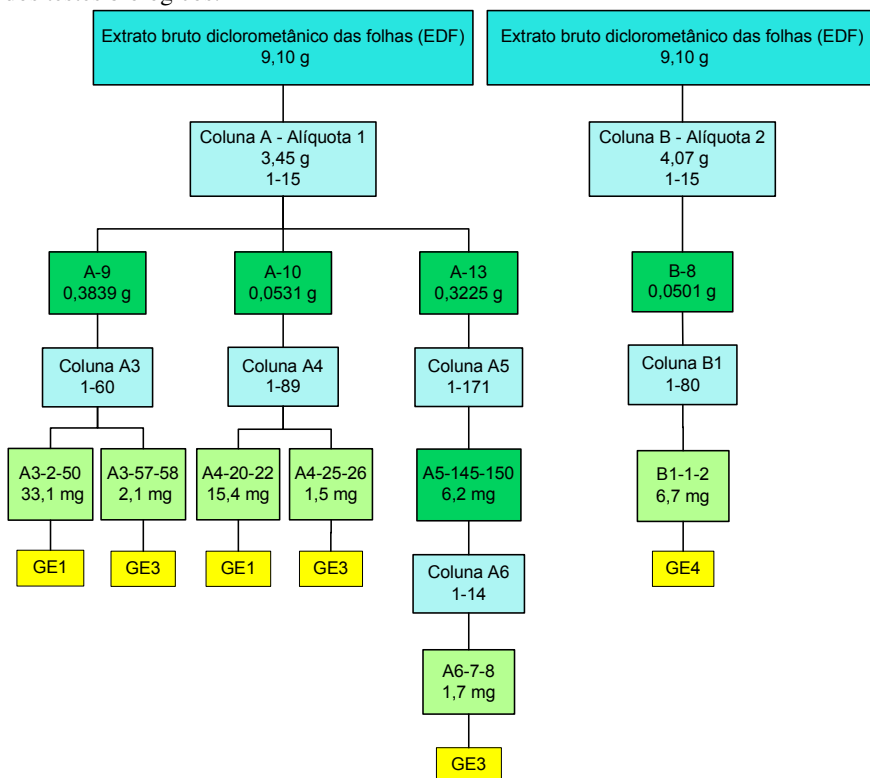 Extrato bruto diclorometânico das folhas (EDF)
9,10 g
Extrato bruto diclorometânico das folhas (EDF)
9,10 g
Coluna A - Alíquota 1
3,45 g
1-15
Coluna B - Alíquota 2
4,07 g
1-15
A-9
0,3839 g
A-10
0,0531 g
A-13
0,3225 g
B-8
0,0501 g
Coluna A3
1-60
Coluna A4
1-89
Coluna A5
1-171
Coluna B1
1-80
A3-2-50
33,1 mg
A3-57-58
2,1 mg
A4-20-22
15,4 mg
A4-25-26
1,5 mg
A5-145-150
6,2 mg
B1-1-2
6,7 mg
GE1
GE3
GE1
GE3
Coluna A6
1-14
GE4
A6-7-8
1,7 mg
GE3